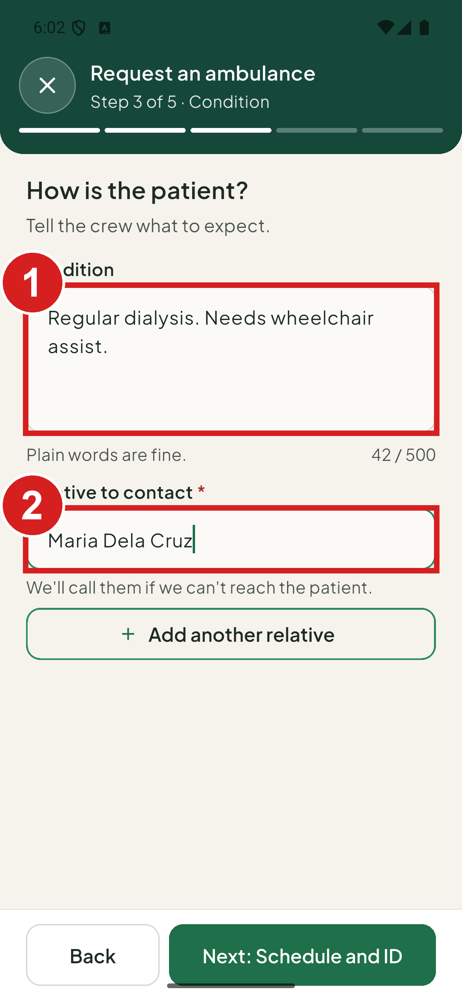 6:02
Request an ambulance
Step 3 of 5 · Condition
How is the patient?
Tell the crew what to expect.
1
dition
Regular dialysis. Needs wheelchair
assist.
Plain words are fine. 42 / 500
2
tive to contact *
Maria Dela Cruz
We'll call them if we can't reach the patient.
+ Add another relative
Back
Next: Schedule and ID